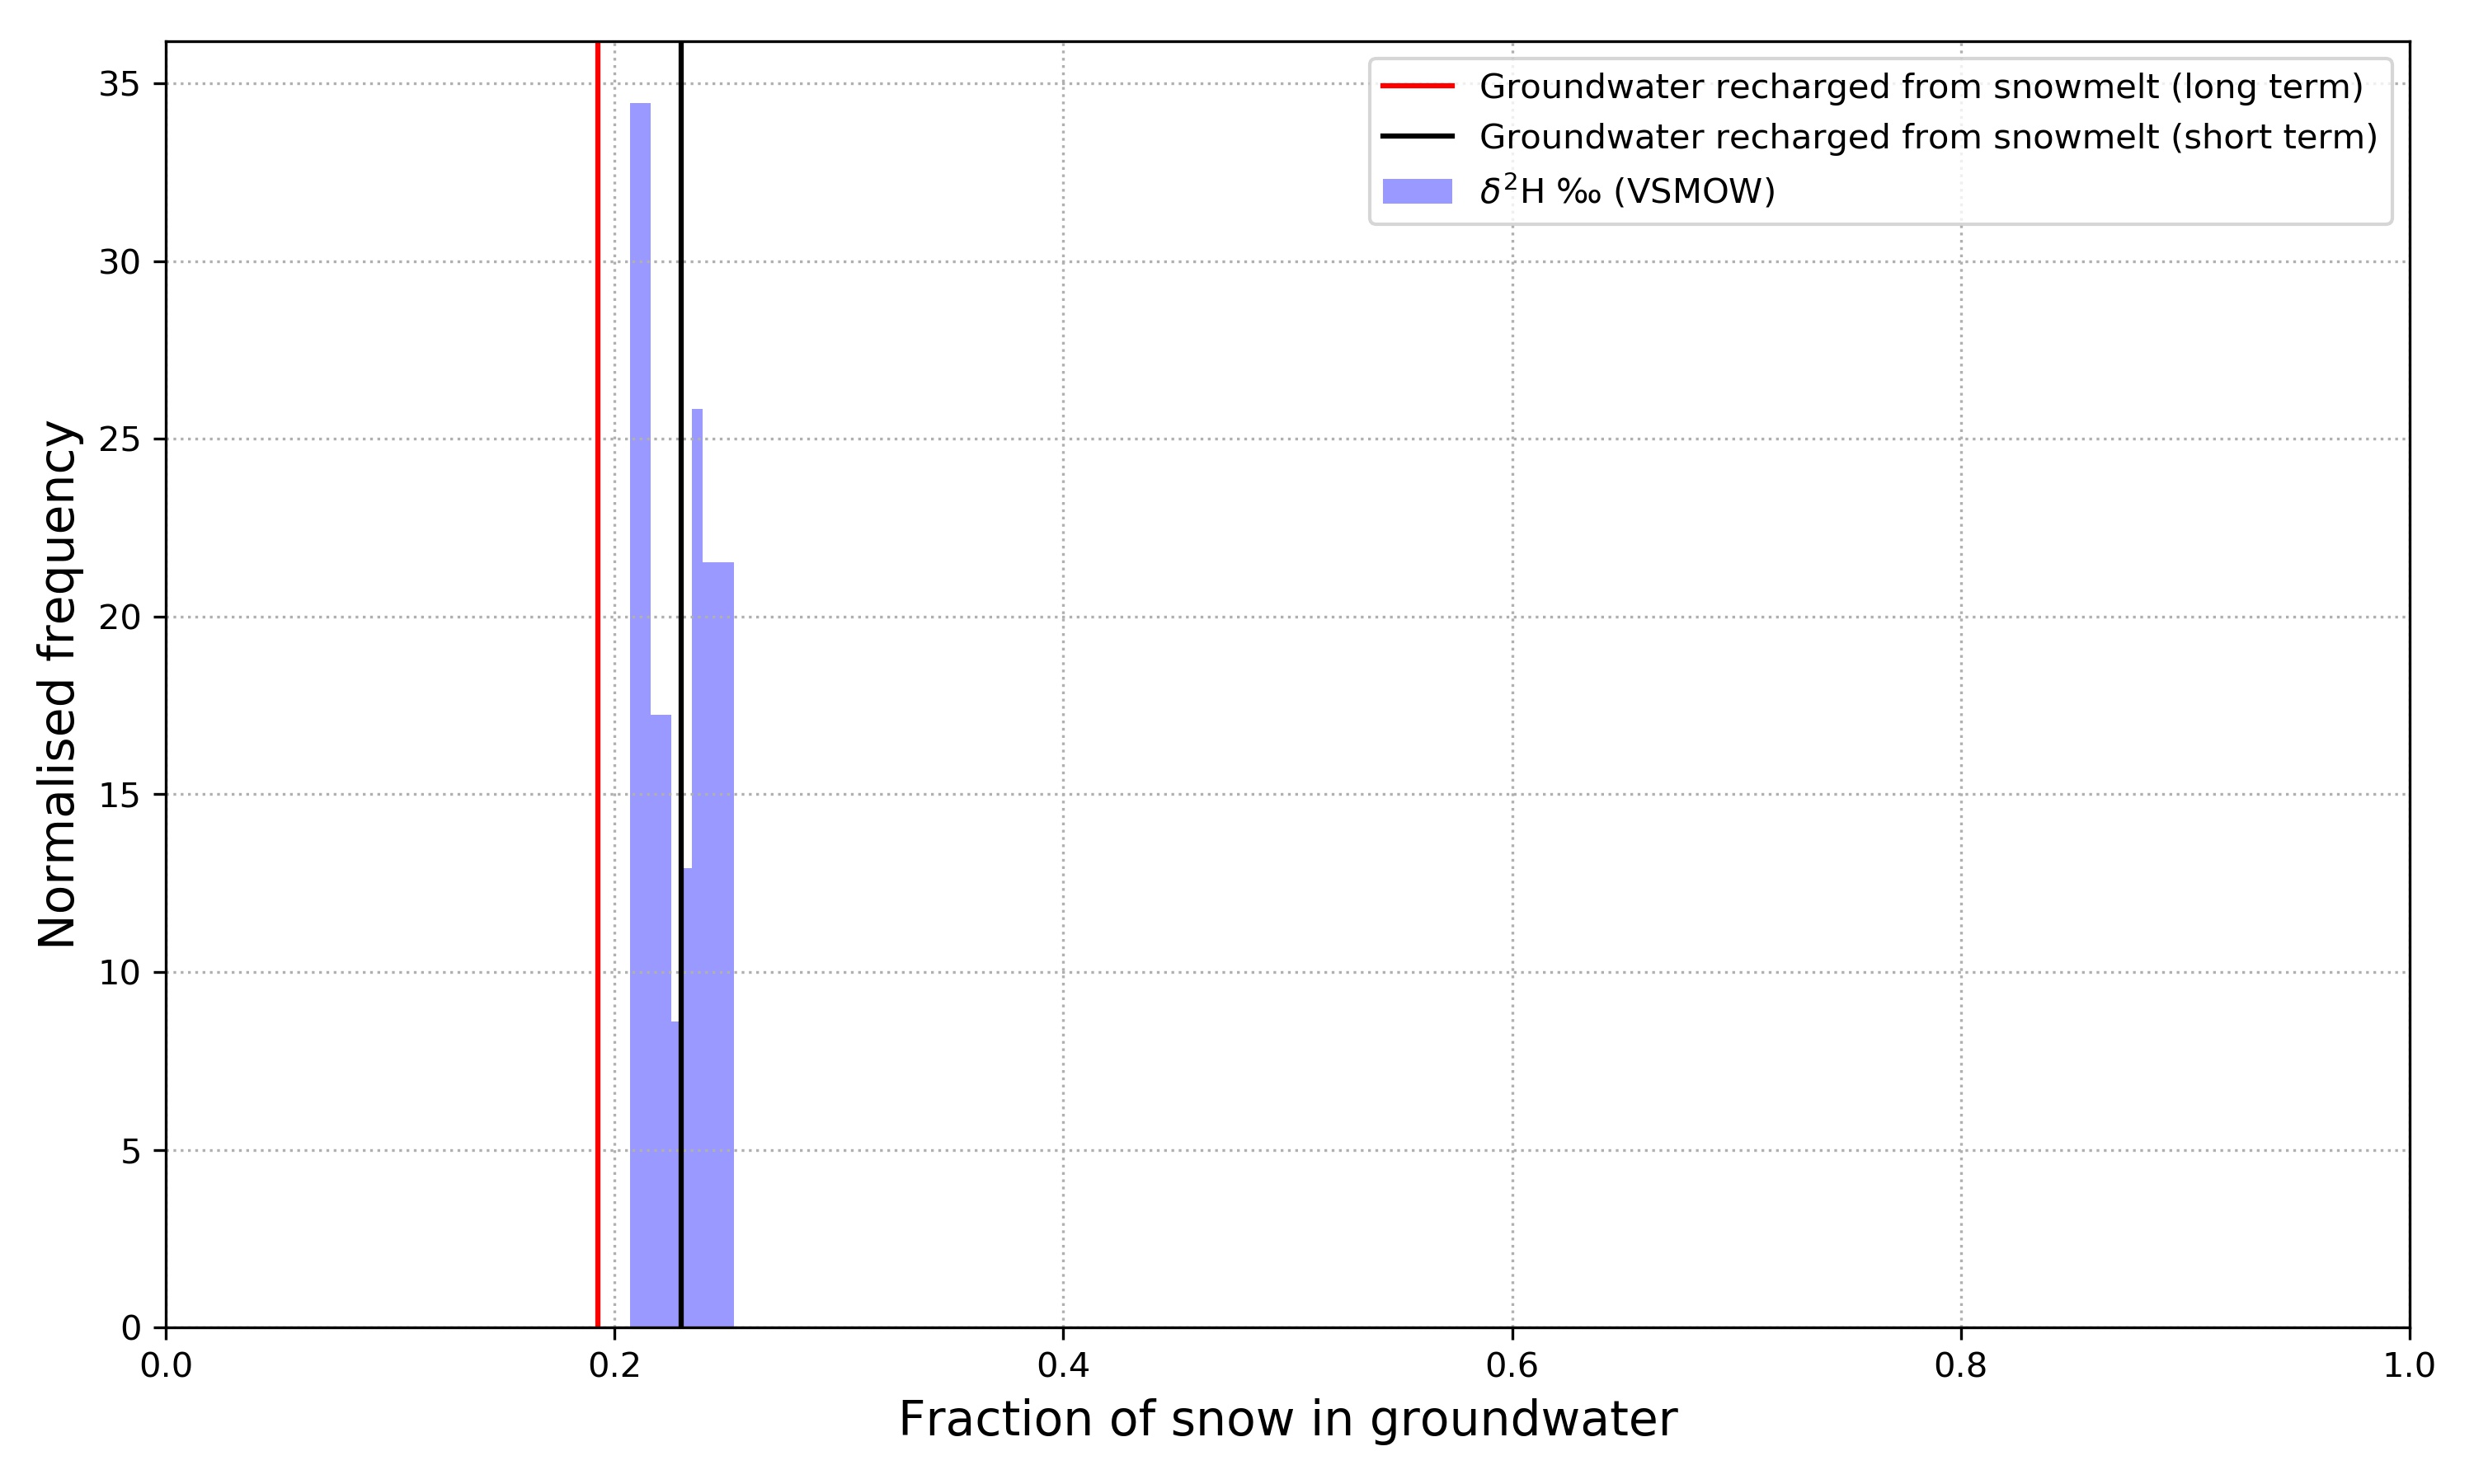 Groundwater recharged from snowmelt (long term)
Groundwater recharged from snowmelt (short term)
δ²H ‰ (VSMOW)
Normalised frequency
35
30
25
20
15
10
5
0
0.0 0.2 0.4 0.6 0.8 1.0
Fraction of snow in groundwater